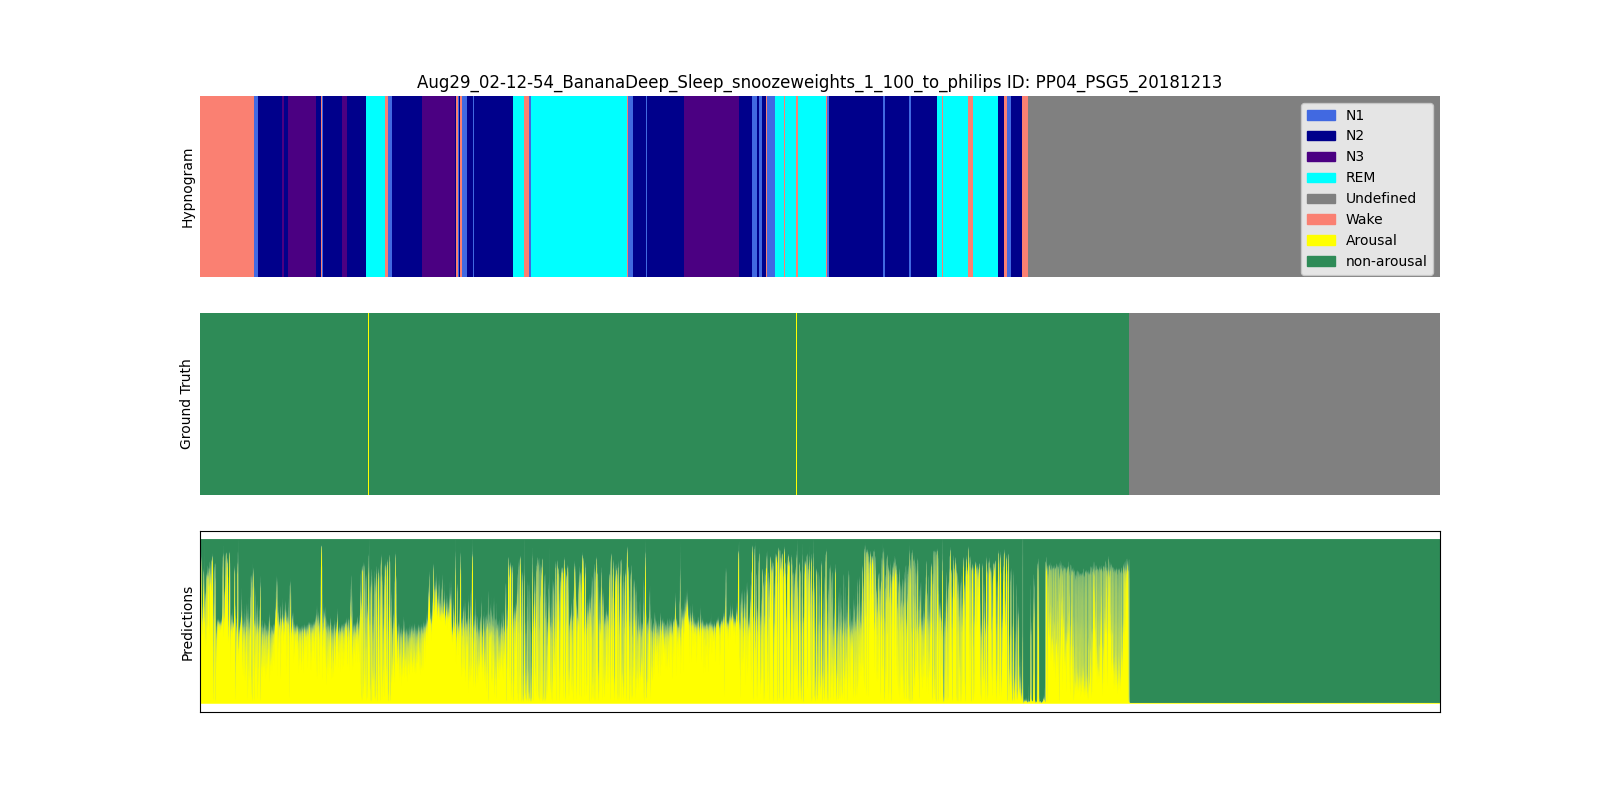 Aug29_02-12-54_BananaDeep_Sleep_snoozeweights_1_100_to_philips ID: PP04_PSG5_20181213
Hypnogram
N1
N2
N3
REM
Undefined
Wake
Arousal
non-arousal
Ground Truth
Predictions